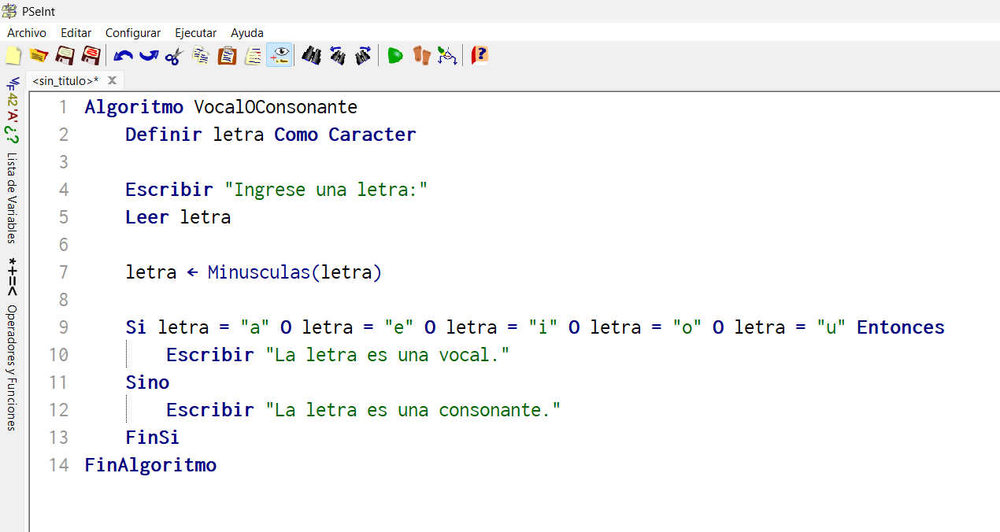 PSeInt
Archivo Editar Configurar Ejecutar Ayuda
<sin_titulo>* X
1 Algoritmo VocalOConsonante
2 Definir letra Como Caracter
3
4 Escribir "Ingrese una letra:"
5 Leer letra
6
7 letra ← Minusculas(letra)
8
9 Si letra = "a" O letra = "e" O letra = "i" O letra = "o" O letra = "u" Entonces
10 Escribir "La letra es una vocal."
11 Sino
12 Escribir "La letra es una consonante."
13 FinSi
14 FinAlgoritmo
V/F 42 'A' ¿? Lista de Variables
*+=< Operadores y Funciones